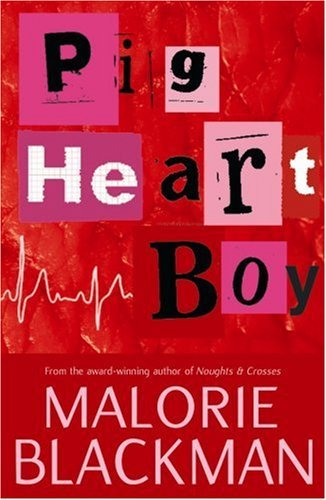 Pig
Heart
Boy
From the award-winning author of Noughts & Crosses
MALORIE
BLACKMAN